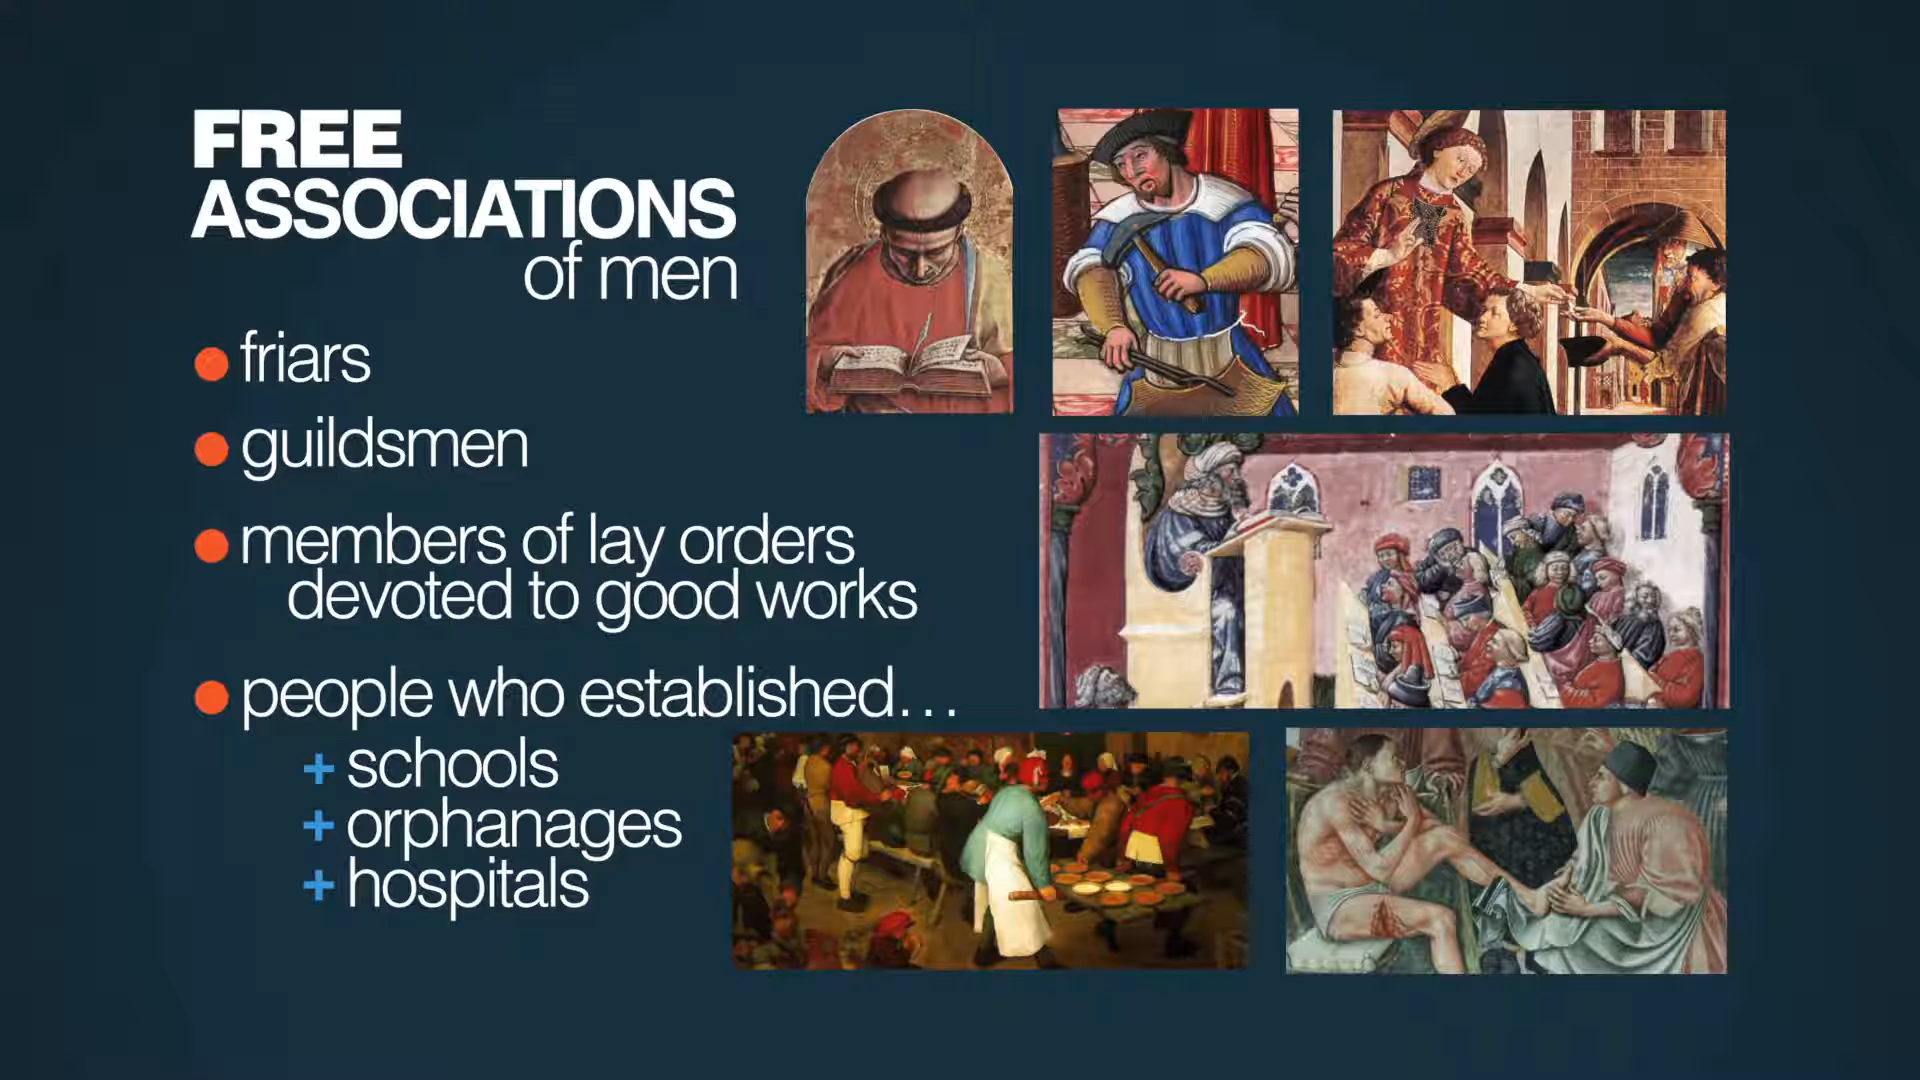 FREE
ASSOCIATIONS
of men
friars
guildsmen
members of lay orders
devoted to good works
people who established...
+ schools
+ orphanages
+ hospitals